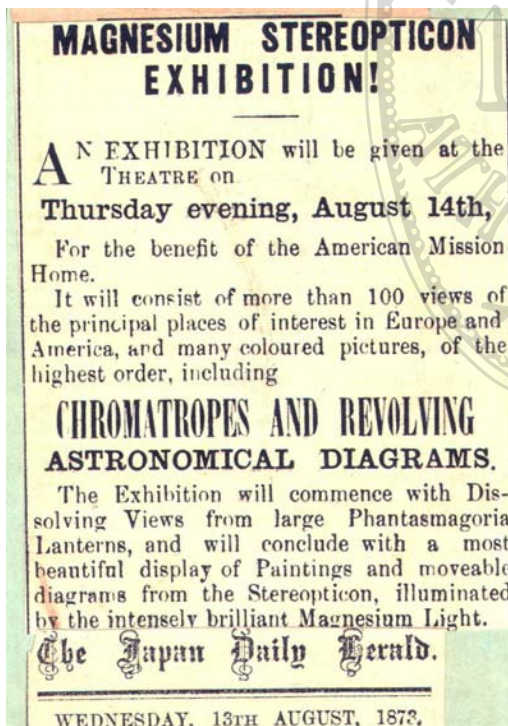 MAGNESIUM STEREOPTICON
EXHIBITION!
AN EXHIBITION will be given at the
THEATRE on
Thursday evening, August 14th,
For the benefit of the American Mission
Home.
It will consist of more than 100 views of
the principal places of interest in Europe and
America, and many coloured pictures, of the
highest order, including
CHROMATROPES AND REVOLVING
ASTRONOMICAL DIAGRAMS.
The Exhibition will commence with Dis-
solving Views from large Phantasmagoria
Lanterns, and will conclude with a most
beautiful display of Paintings and moveable
diagrams from the Stereopticon, illuminated
by the intensely brilliant Magnesium Light.
The Japan Daily Herald.
WEDNESDAY, 13TH AUGUST, 1873,